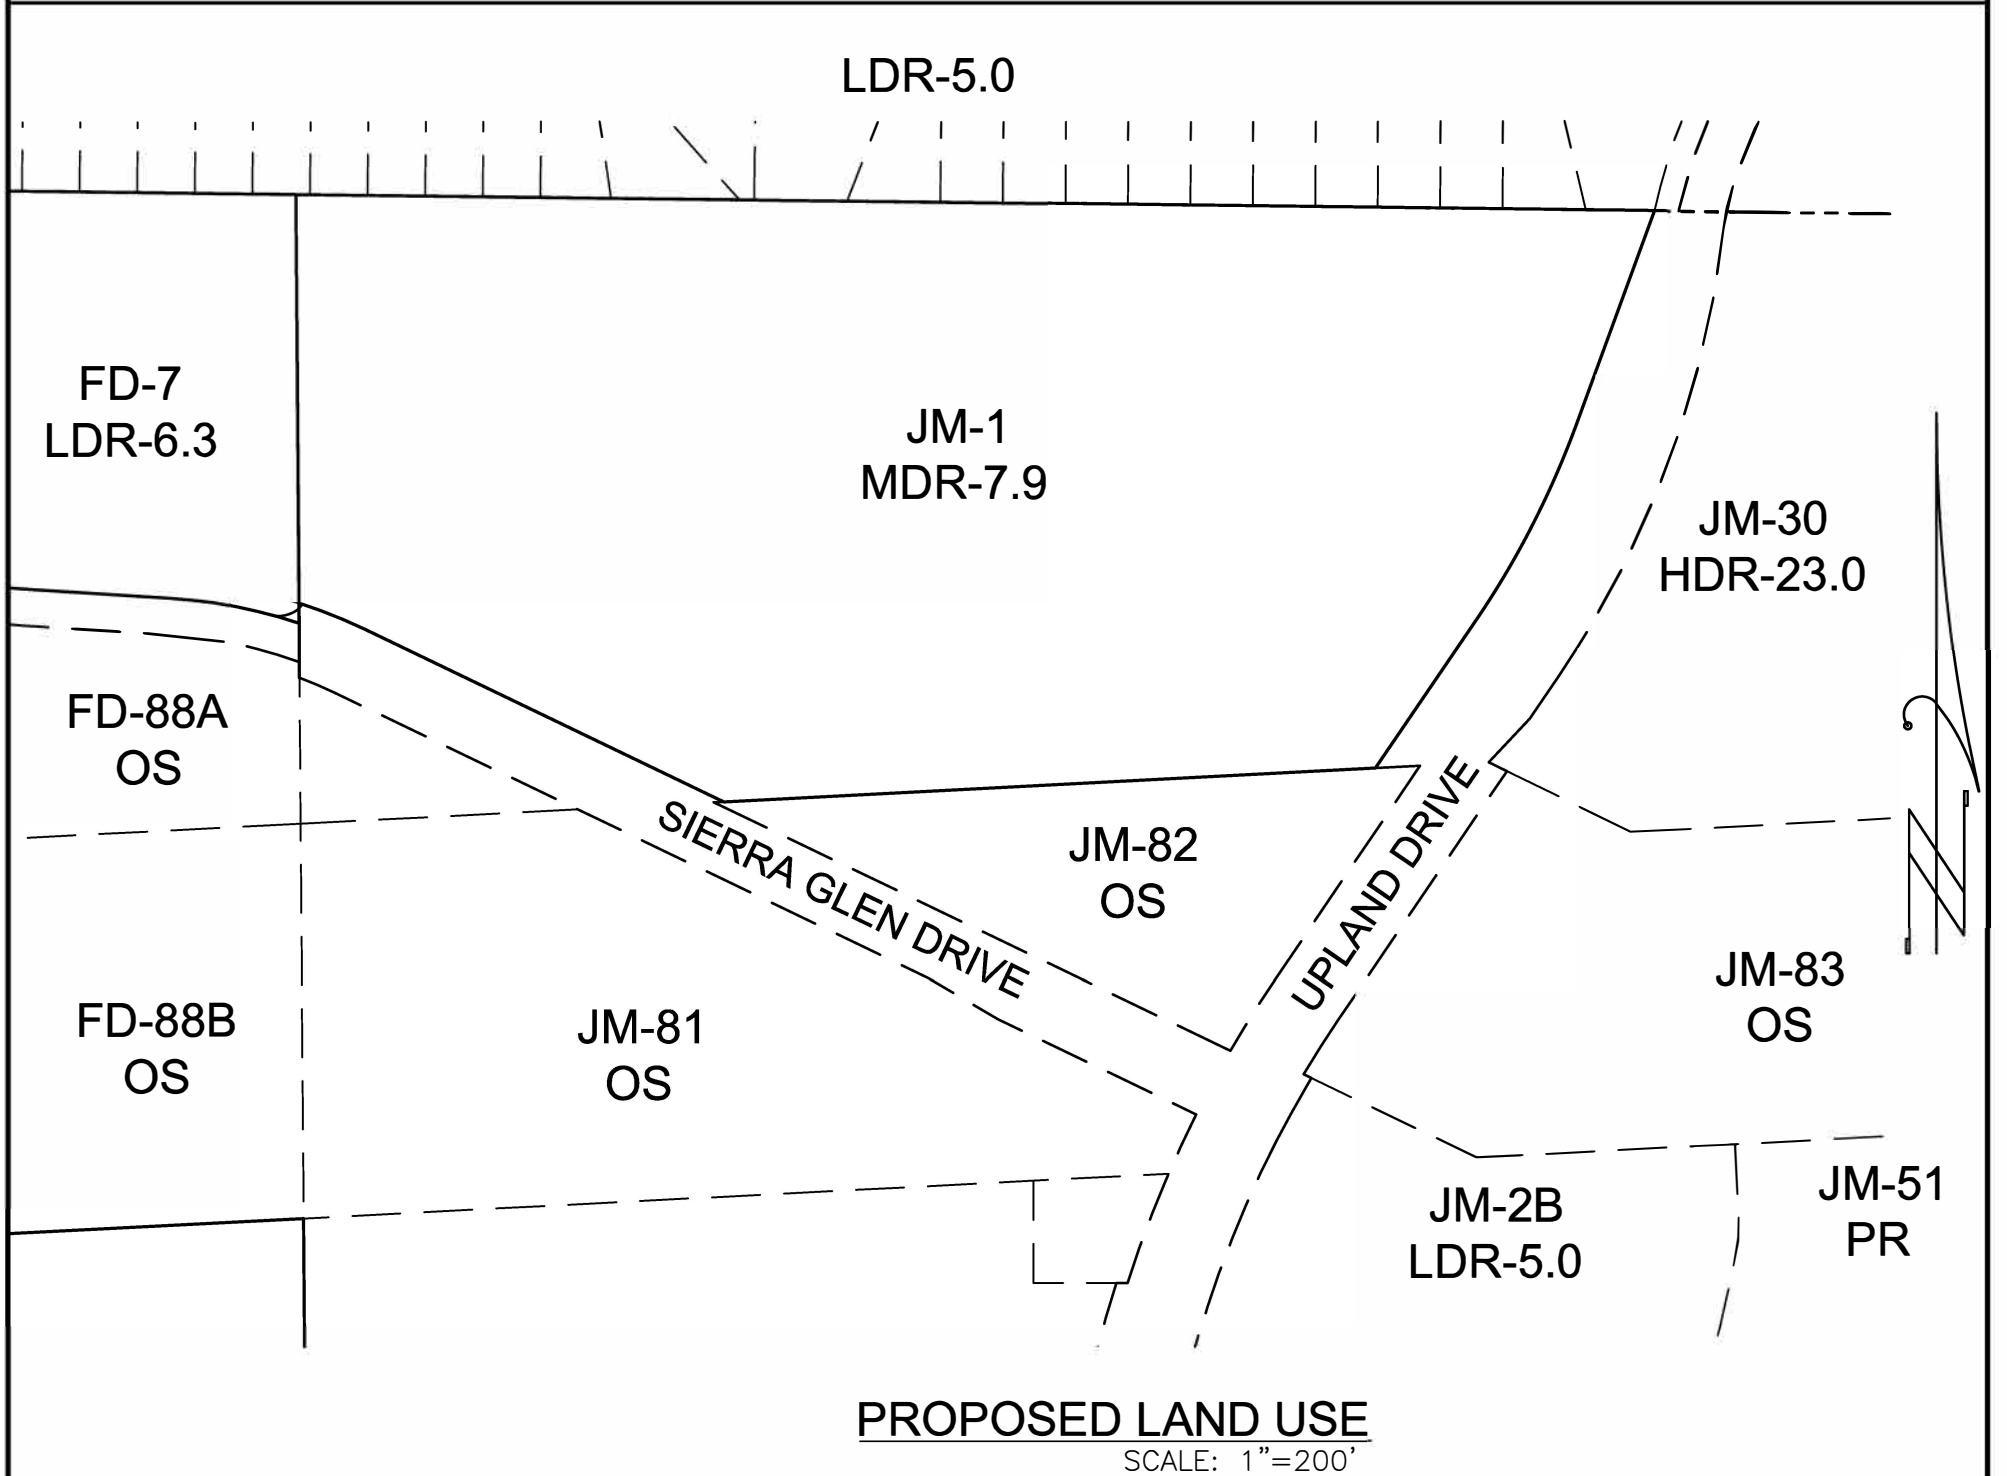 LDR-5.0
FD-7
LDR-6.3
JM-1
MDR-7.9
JM-30
HDR-23.0
FD-88A
OS
SIERRA GLEN DRIVE
JM-82
OS
UPLAND DRIVE
FD-88B
OS
JM-81
OS
JM-83
OS
JM-2B
LDR-5.0
JM-51
PR
N
PROPOSED LAND USE
SCALE: 1"=200'